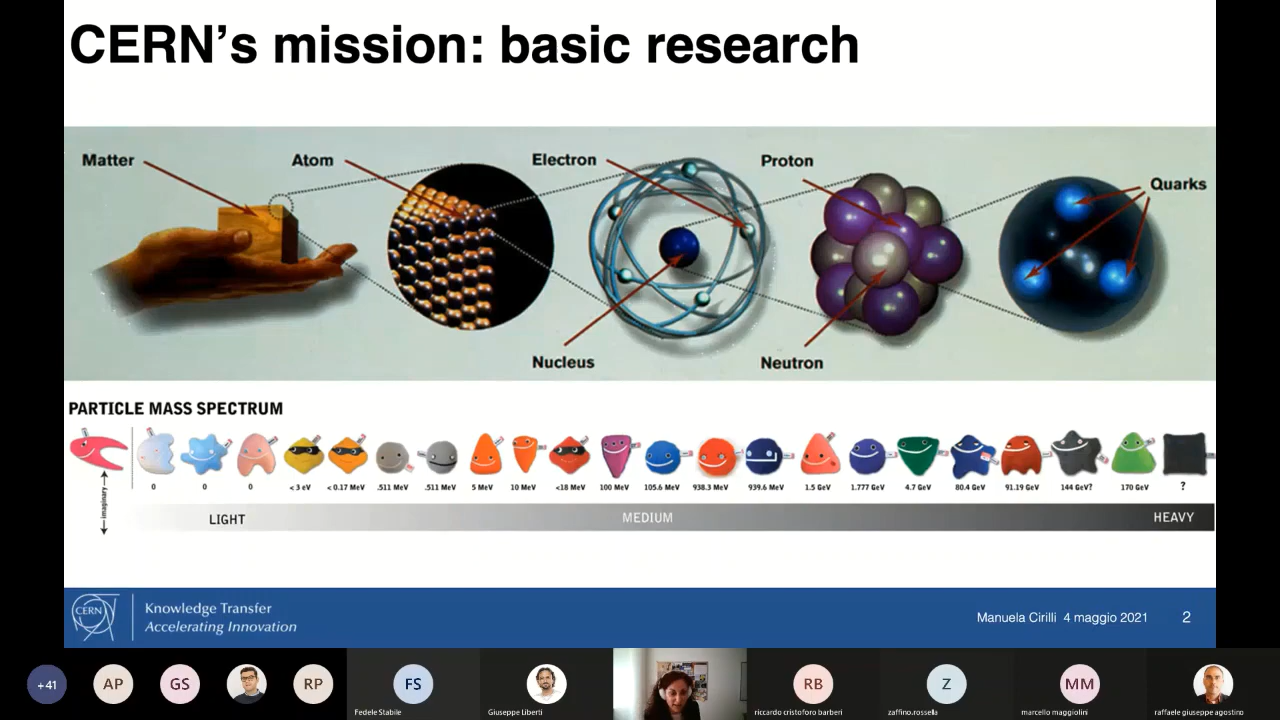 CERN's mission: basic research
Matter
Atom
Electron
Proton
Quarks
Nucleus
Neutron
PARTICLE MASS SPECTRUM
0
0
0
< 3 eV
< 0.17 MeV
.511 MeV
.511 MeV
5 MeV
10 MeV
<18 MeV
100 MeV
105.6 MeV
938.3 MeV
939.6 MeV
1.5 GeV
1.777 GeV
4.7 GeV
80.4 GeV
91.19 GeV
144 GeV?
170 GeV
?
imaginary
LIGHT
MEDIUM
HEAVY
CERN
Knowledge Transfer
Accelerating Innovation
Manuela Cirilli 4 maggio 2021
2
+41
AP
GS
RP
FS
Fedele Stabile
Giuseppe Liberti
RB
riccardo cristoforo barberi
Z
zaffino.rossella
MM
marcello maggiolini
raffaele giuseppe agostino